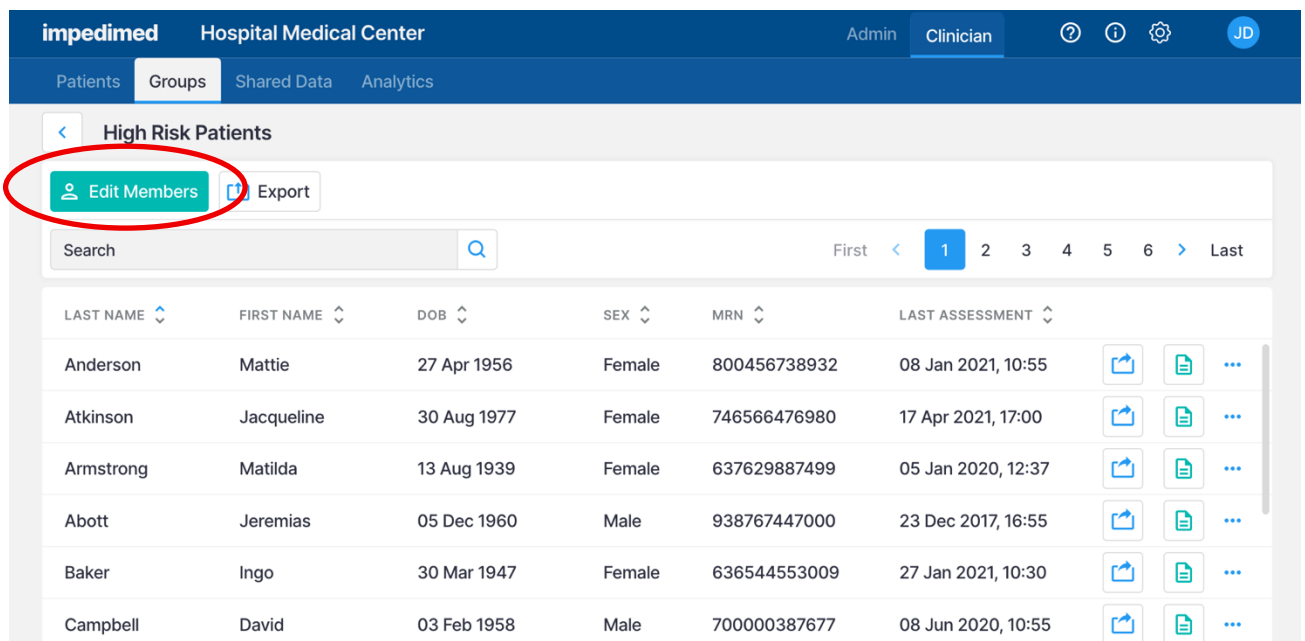 impedimed Hospital Medical Center Admin Clinician JD
Patients Groups Shared Data Analytics
High Risk Patients
Edit Members Export
Search First 1 2 3 4 5 6 Last
LAST NAME FIRST NAME DOB SEX MRN LAST ASSESSMENT
Anderson Mattie 27 Apr 1956 Female 800456738932 08 Jan 2021, 10:55
Atkinson Jacqueline 30 Aug 1977 Female 746566476980 17 Apr 2021, 17:00
Armstrong Matilda 13 Aug 1939 Female 637629887499 05 Jan 2020, 12:37
Abott Jeremias 05 Dec 1960 Male 938767447000 23 Dec 2017, 16:55
Baker Ingo 30 Mar 1947 Female 636544553009 27 Jan 2021, 10:30
Campbell David 03 Feb 1958 Male 700000387677 08 Jun 2020, 10:55